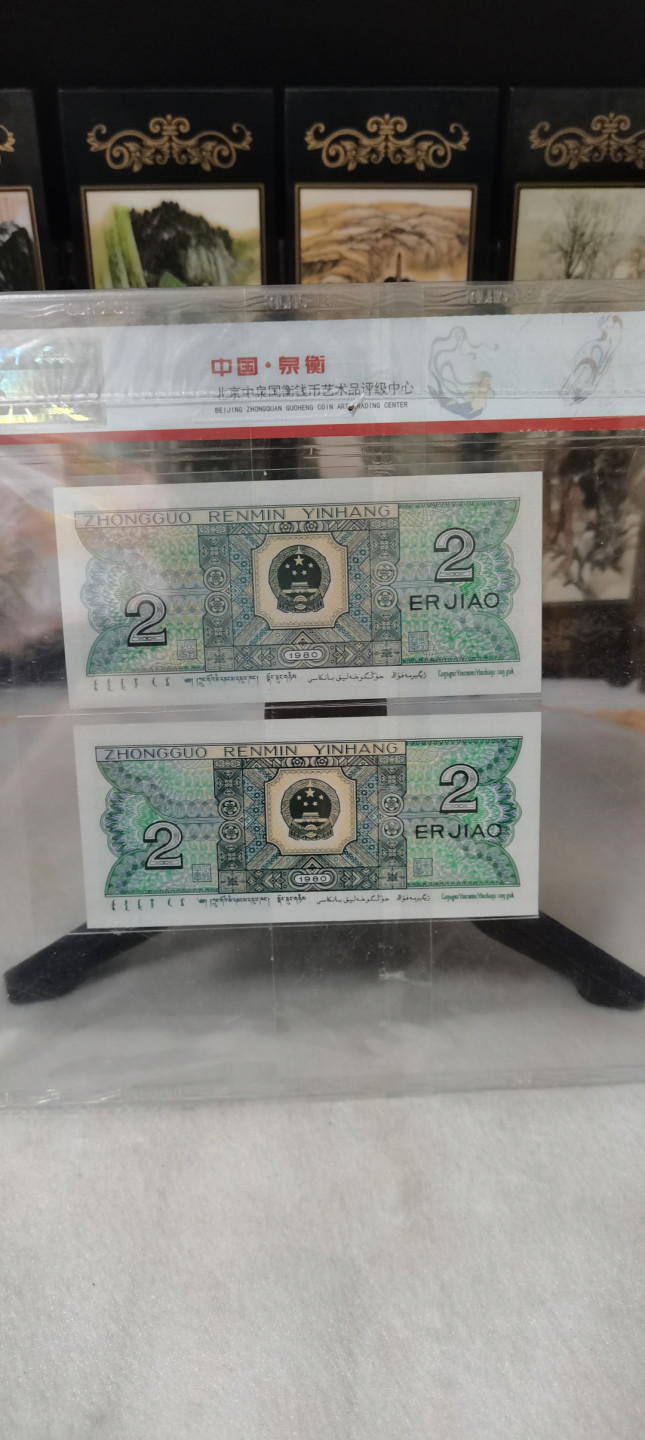 中国·泉衡
北京中泉国衡钱币艺术品评级中心
BEIJING ZHONGQUAN GUOHENG COIN ART GRADING CENTER
ZHONGGUO RENMIN YINHANG
2
ERJIAO
2
1980
ZHONGGUO RENMIN YINHANG
2
ERJIAO
2
1980